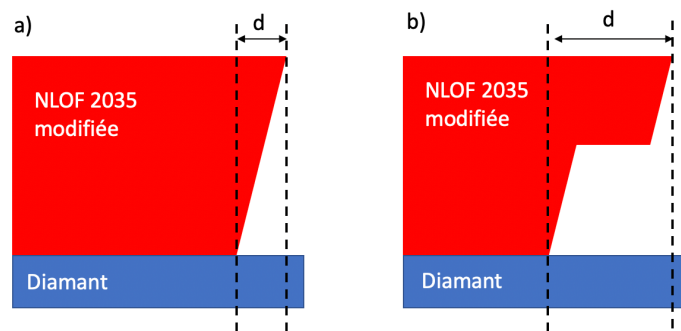 a)
d
NLOF 2035
modifiée
Diamant
b)
d
NLOF 2035
modifiée
Diamant